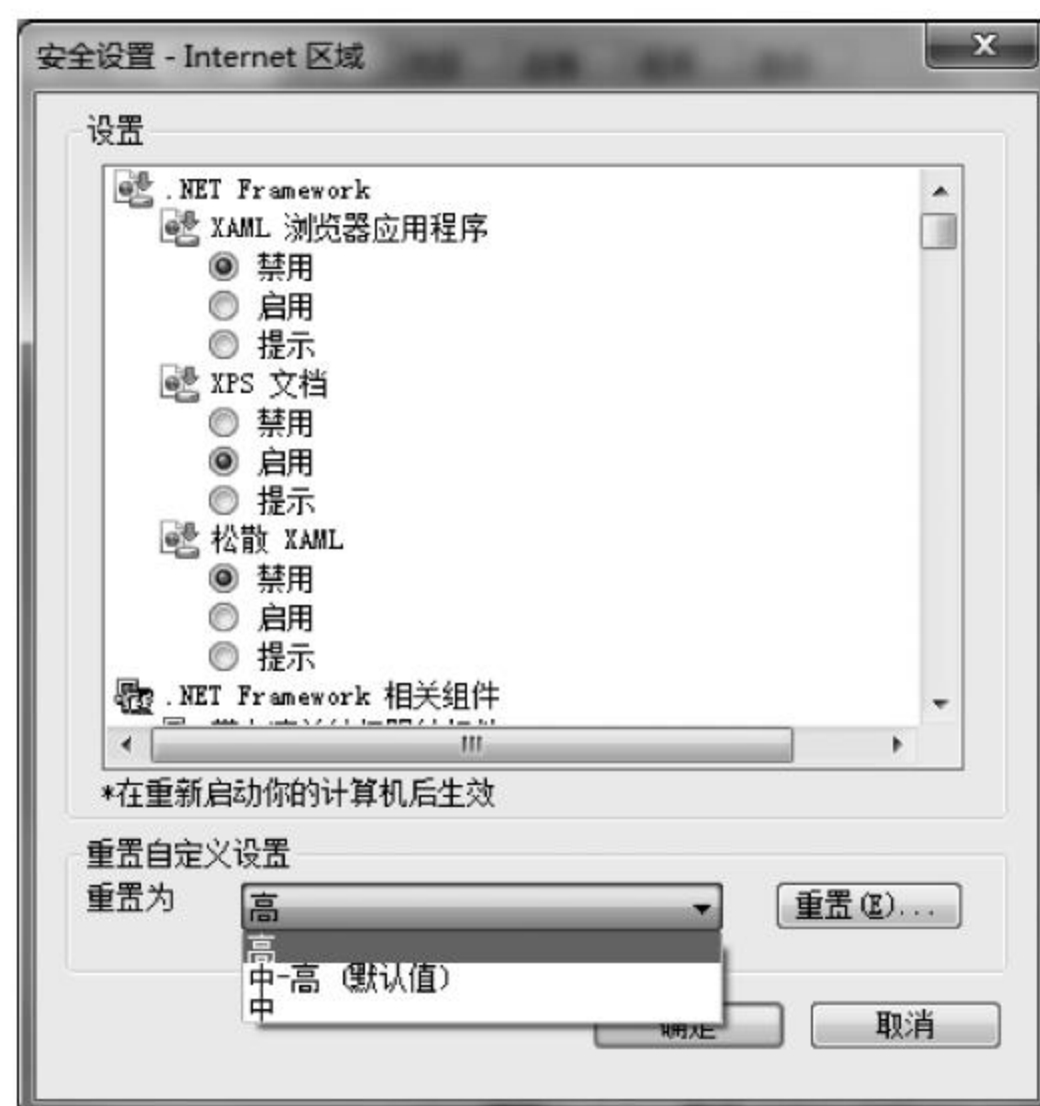 安全设置 - Internet 区域
设置
.NET Framework
XAML 浏览器应用程序
禁用
启用
提示
XPS 文档
禁用
启用
提示
松散 XAML
禁用
启用
提示
.NET Framework 相关组件
*在重新启动你的计算机后生效
重置自定义设置
重置为
高
重置(E)...
高
中-高 (默认值)
中
确定
取消